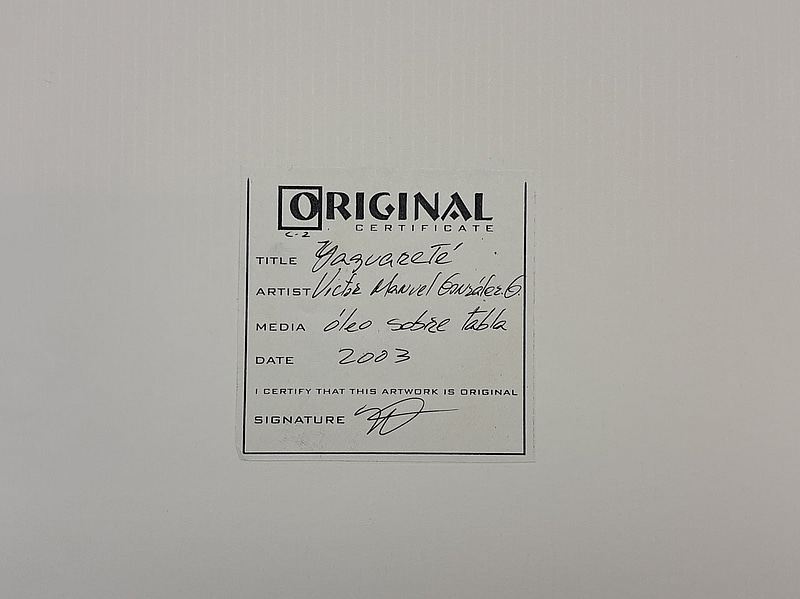 ORIGINAL
CERTIFICATE
C-2
TITLE Yaguareté
ARTIST Victor Manuel González.G.
MEDIA óleo sobre tabla
DATE 2003
I CERTIFY THAT THIS ARTWORK IS ORIGINAL
SIGNATURE